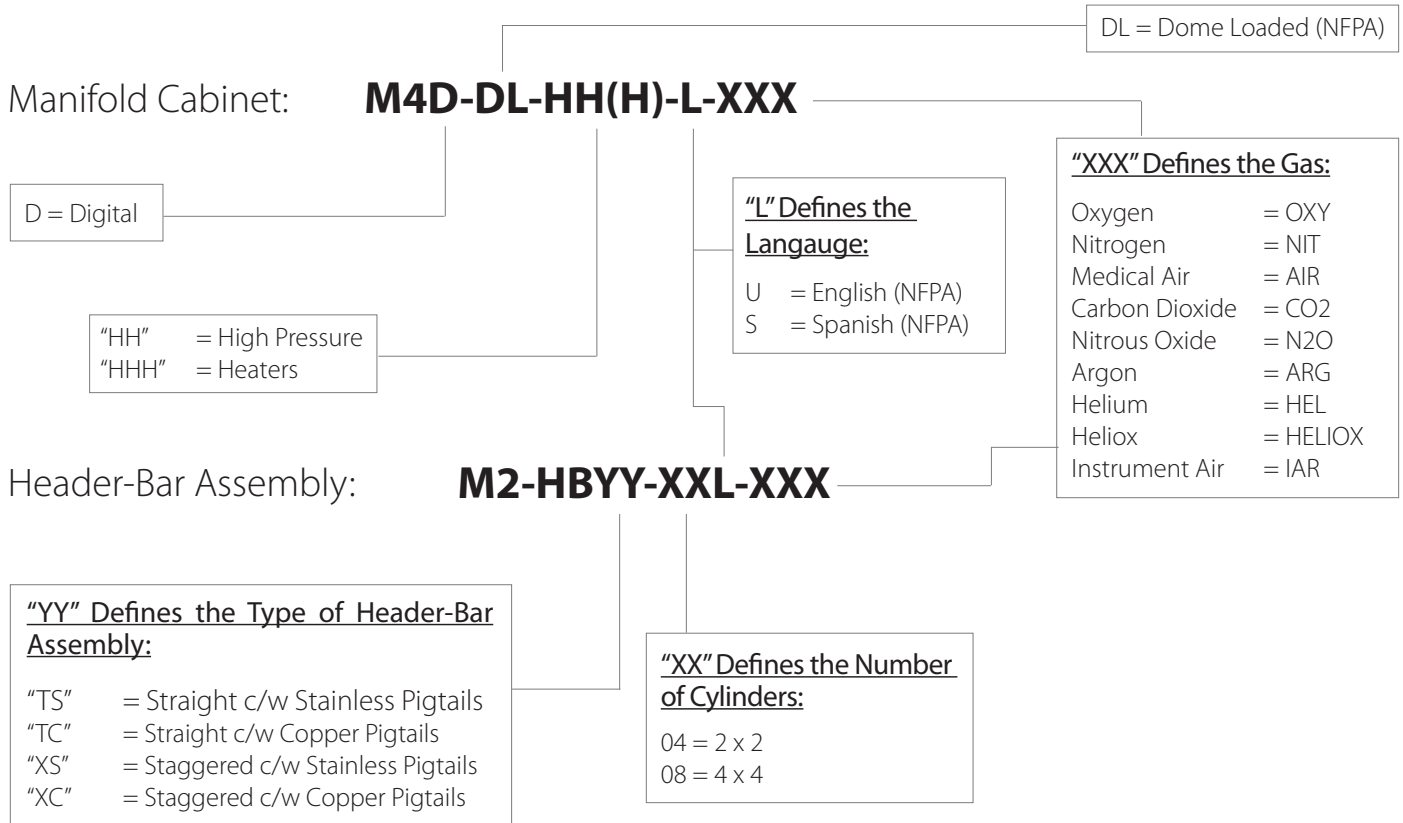 DL = Dome Loaded (NFPA)
Manifold Cabinet: M4D-DL-HH(H)-L-XXX
D = Digital
"HH" = High Pressure
"HHH" = Heaters
"L" Defines the
Langauge:
U = English (NFPA)
S = Spanish (NFPA)
"XXX" Defines the Gas:
Oxygen = OXY
Nitrogen = NIT
Medical Air = AIR
Carbon Dioxide = CO2
Nitrous Oxide = N2O
Argon = ARG
Helium = HEL
Heliox = HELIOX
Instrument Air = IAR
Header-Bar Assembly: M2-HBYY-XXL-XXX
"YY" Defines the Type of Header-Bar
Assembly:
"TS" = Straight c/w Stainless Pigtails
"TC" = Straight c/w Copper Pigtails
"XS" = Staggered c/w Stainless Pigtails
"XC" = Staggered c/w Copper Pigtails
"XX" Defines the Number
of Cylinders:
04 = 2 x 2
08 = 4 x 4